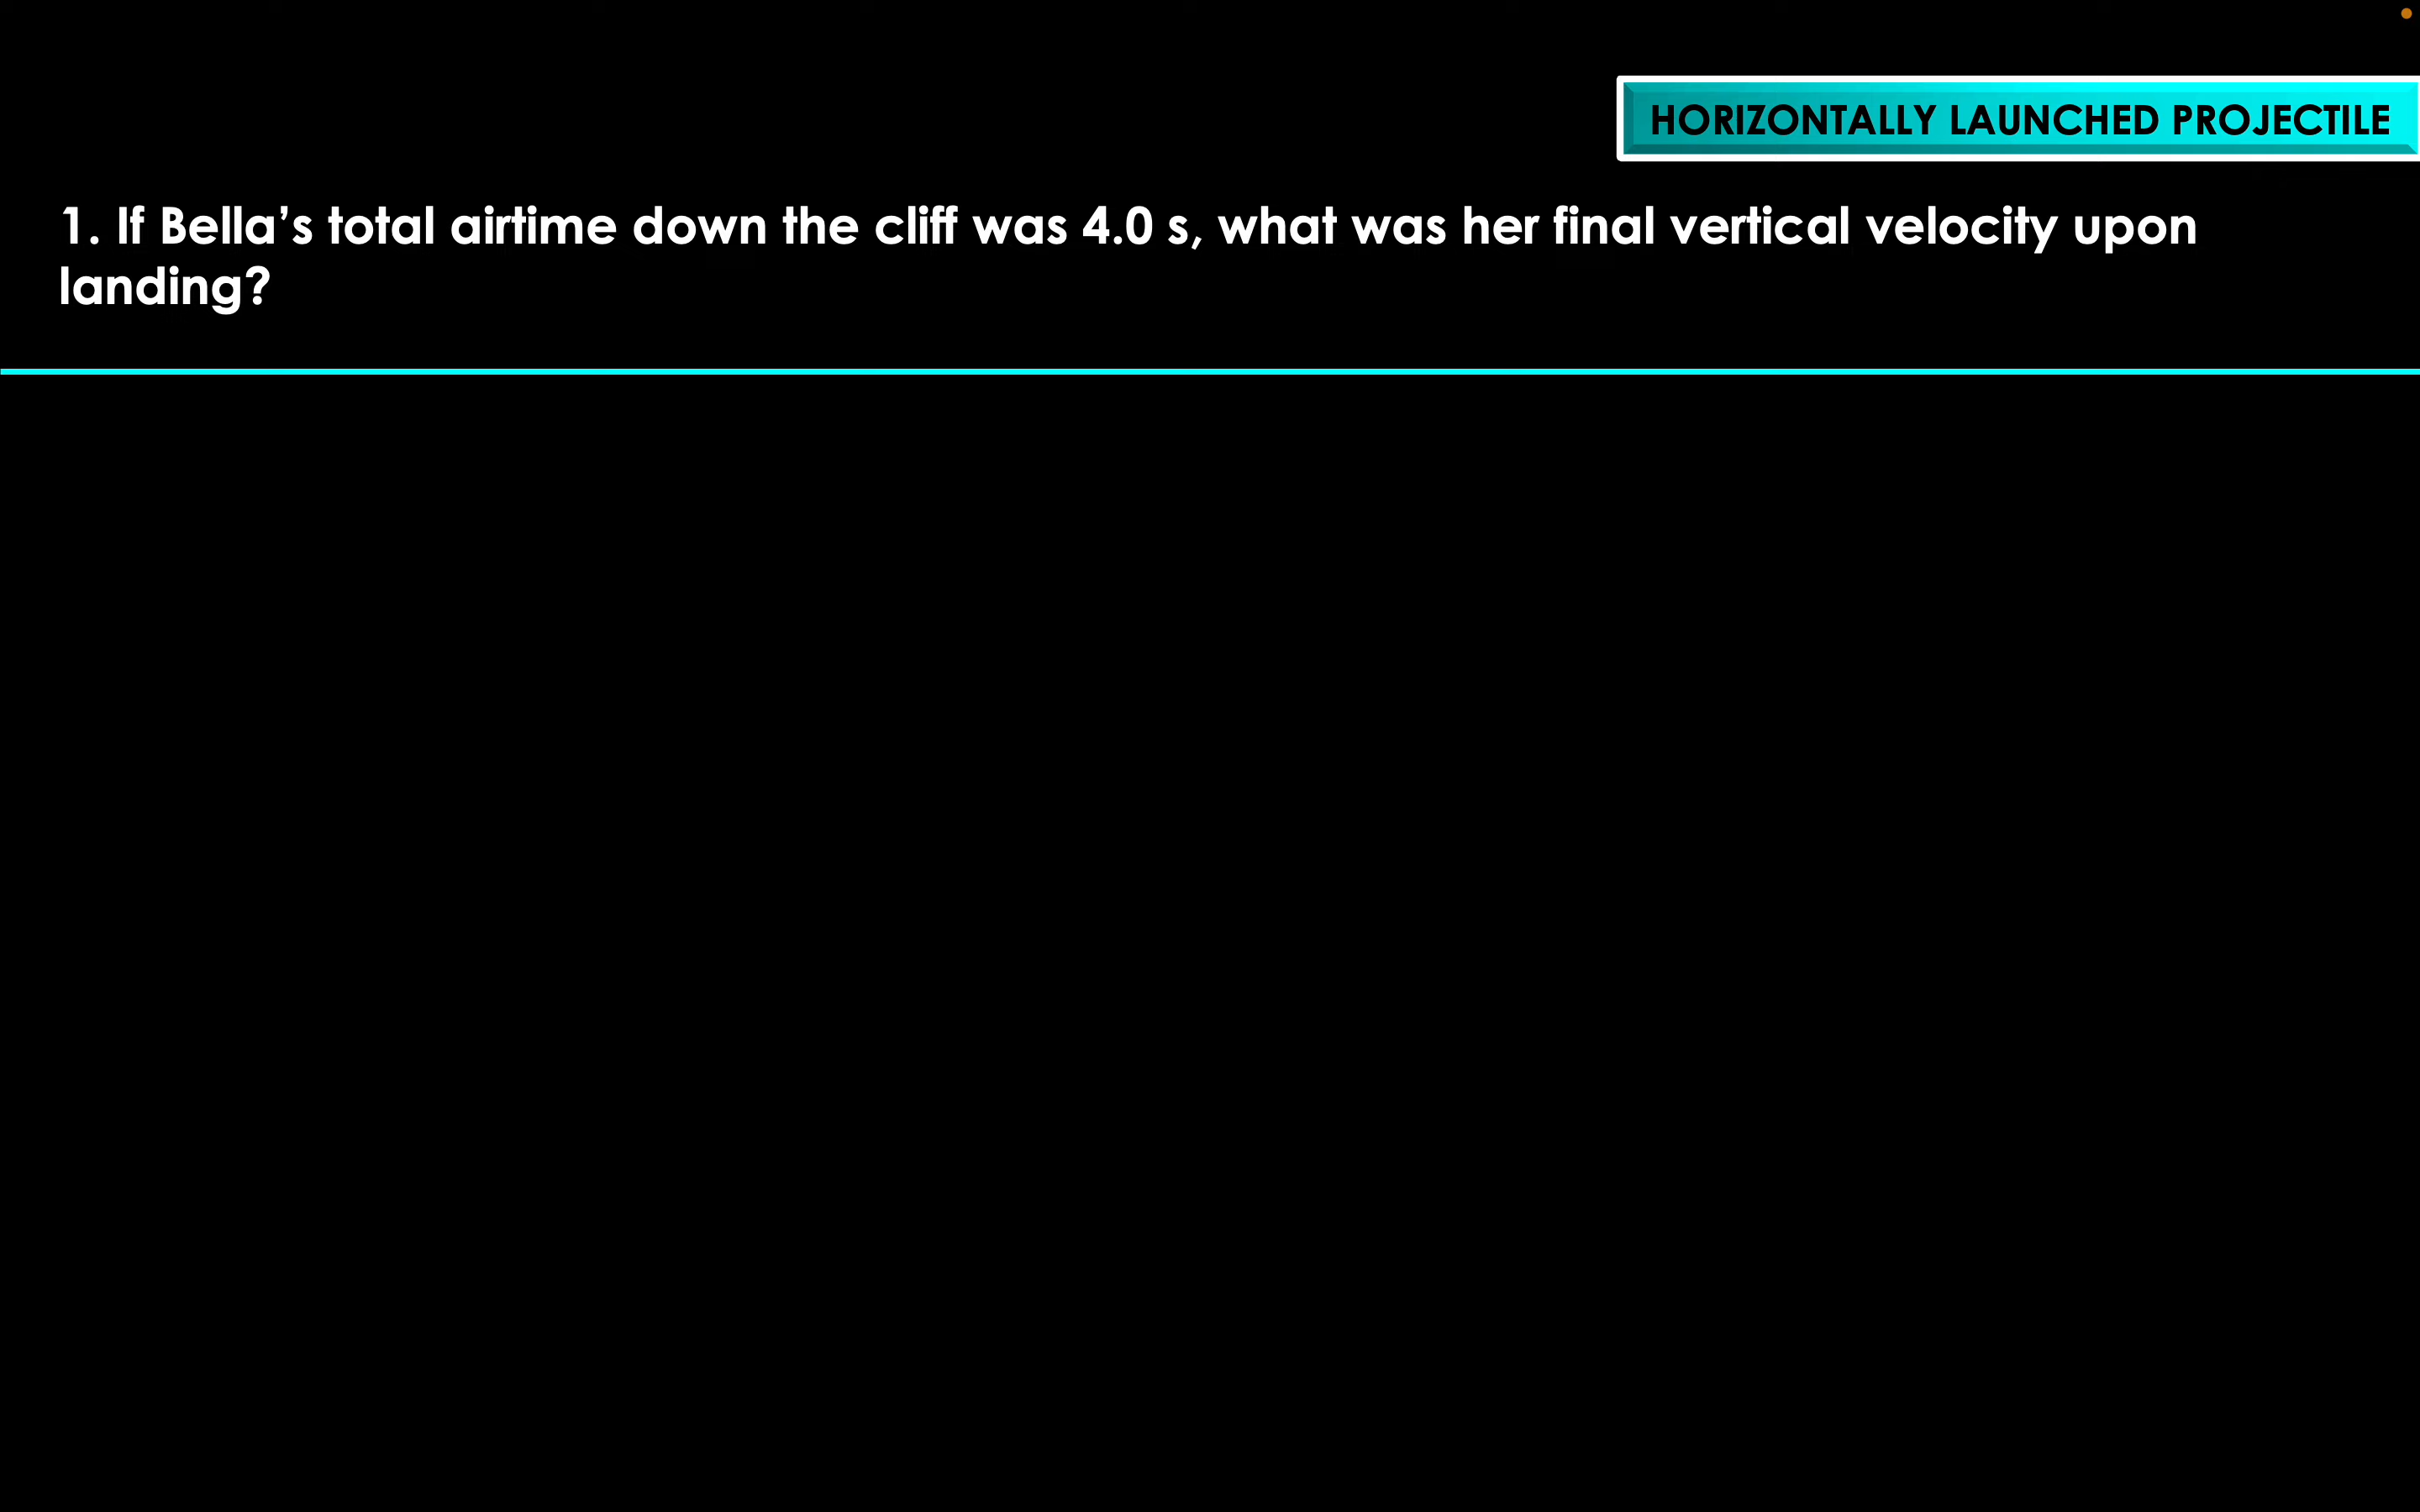 HORIZONTALLY LAUNCHED PROJECTILE
1. If Bella’s total airtime down the cliff was 4.0 s, what was her final vertical velocity upon
landing?